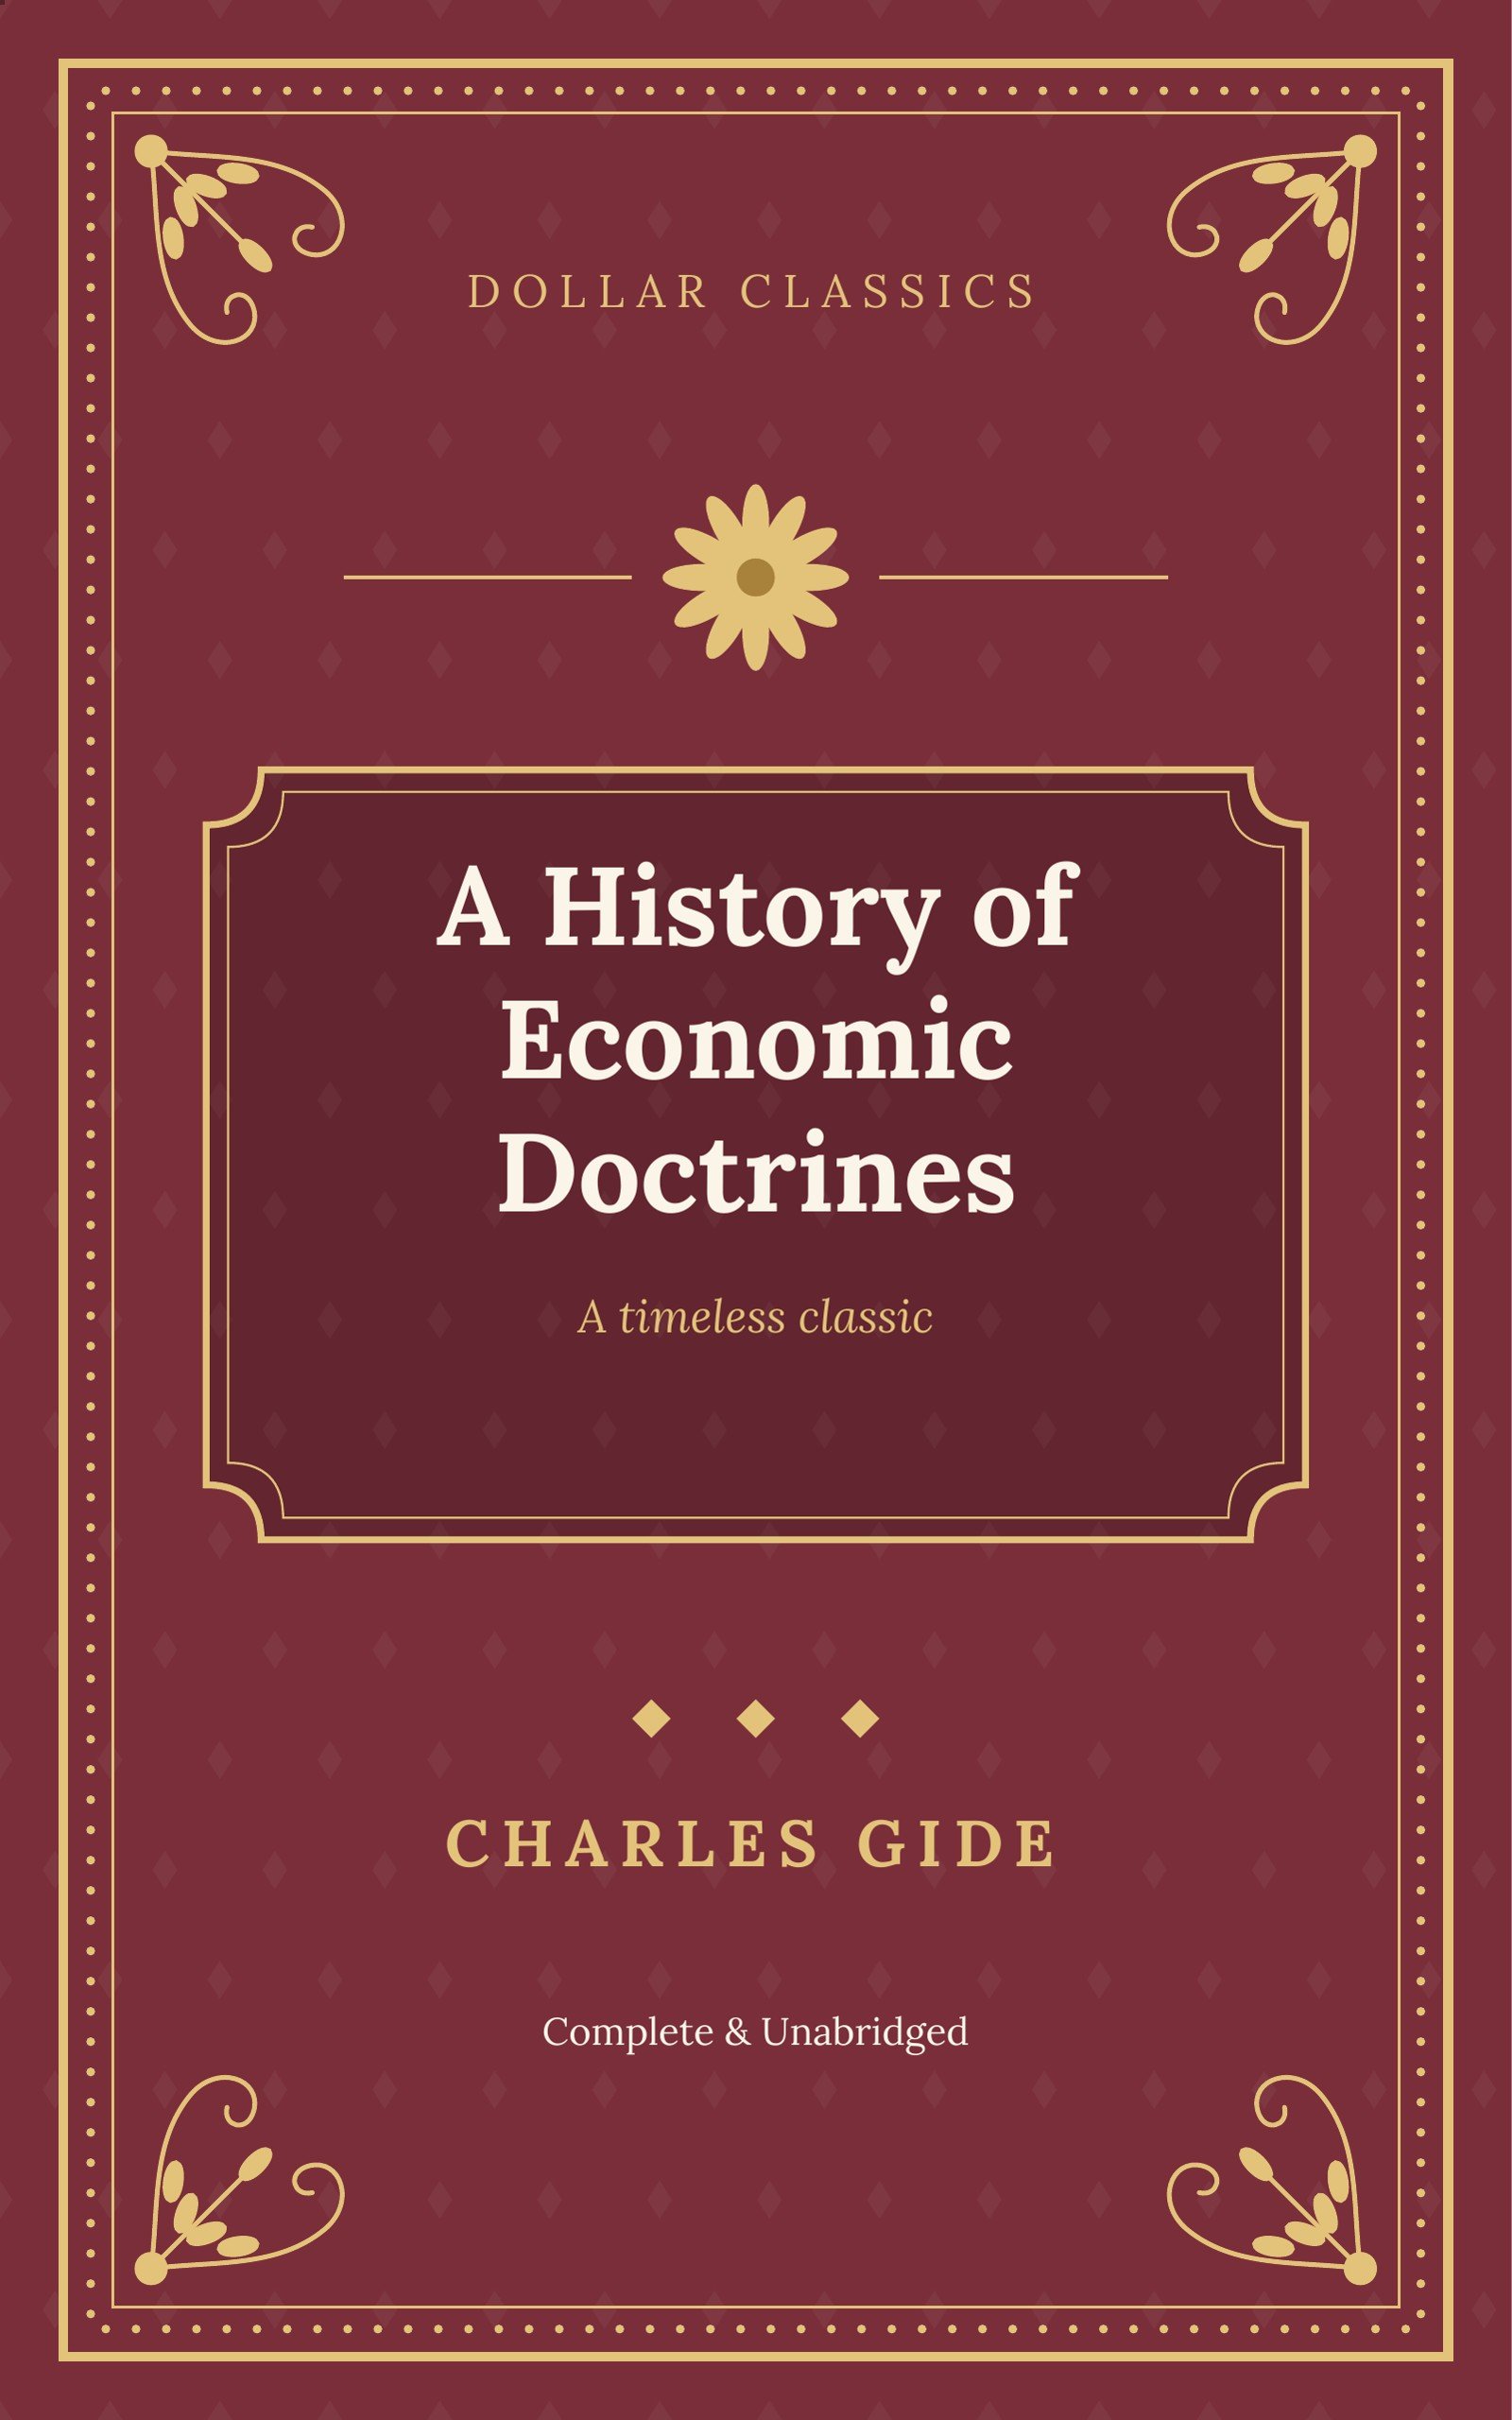 DOLLAR CLASSICS
A History of
Economic
Doctrines
A timeless classic
CHARLES GIDE
Complete & Unabridged